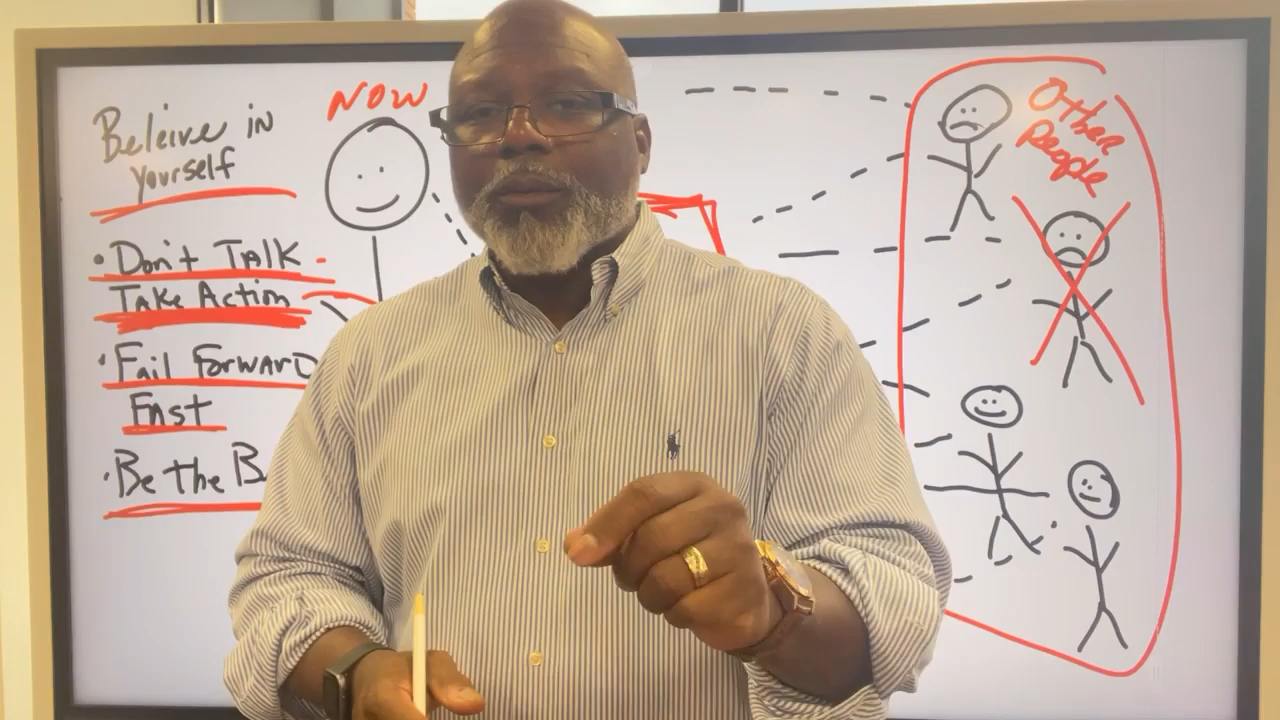 Beleive in
yourself
• Don't Talk -
Take Action
• Fail Forward
Fast
• Be the B
NOW
Other
People